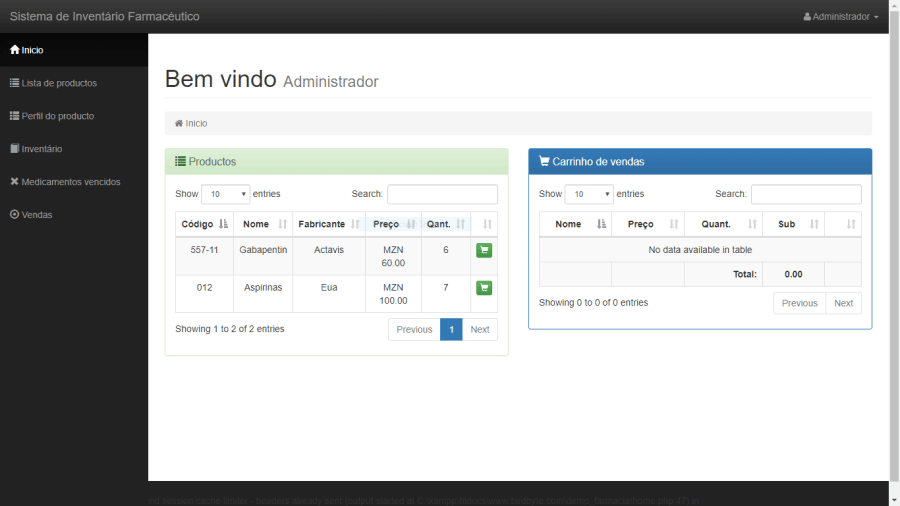 Sistema de Inventário Farmacéutico
Administrador
Inicio
Lista de productos
Perfil do producto
Inventário
Medicamentos vencidos
Vendas
Bem vindo Administrador
Inicio
Productos
Show 10 entries Search:
Código Nome Fabricante Preço Qant.
557-11 Gabapentin Actavis MZN 60.00 6
012 Aspirinas Eua MZN 100.00 7
Showing 1 to 2 of 2 entries Previous 1 Next
Carrinho de vendas
Show 10 entries Search:
Nome Preço Quant. Sub
No data available in table
Total: 0.00
Showing 0 to 0 of 0 entries Previous Next